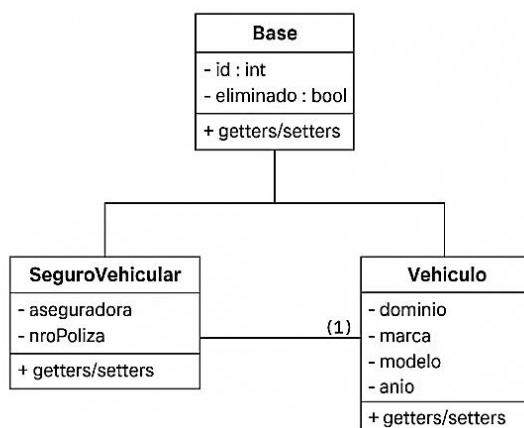 Base
- id : int
- eliminado : bool
+ getters/setters
SeguroVehicular
- aseguradora
- nroPoliza
+ getters/setters
(1)
Vehiculo
- dominio
- marca
- modelo
- anio
+ getters/setters